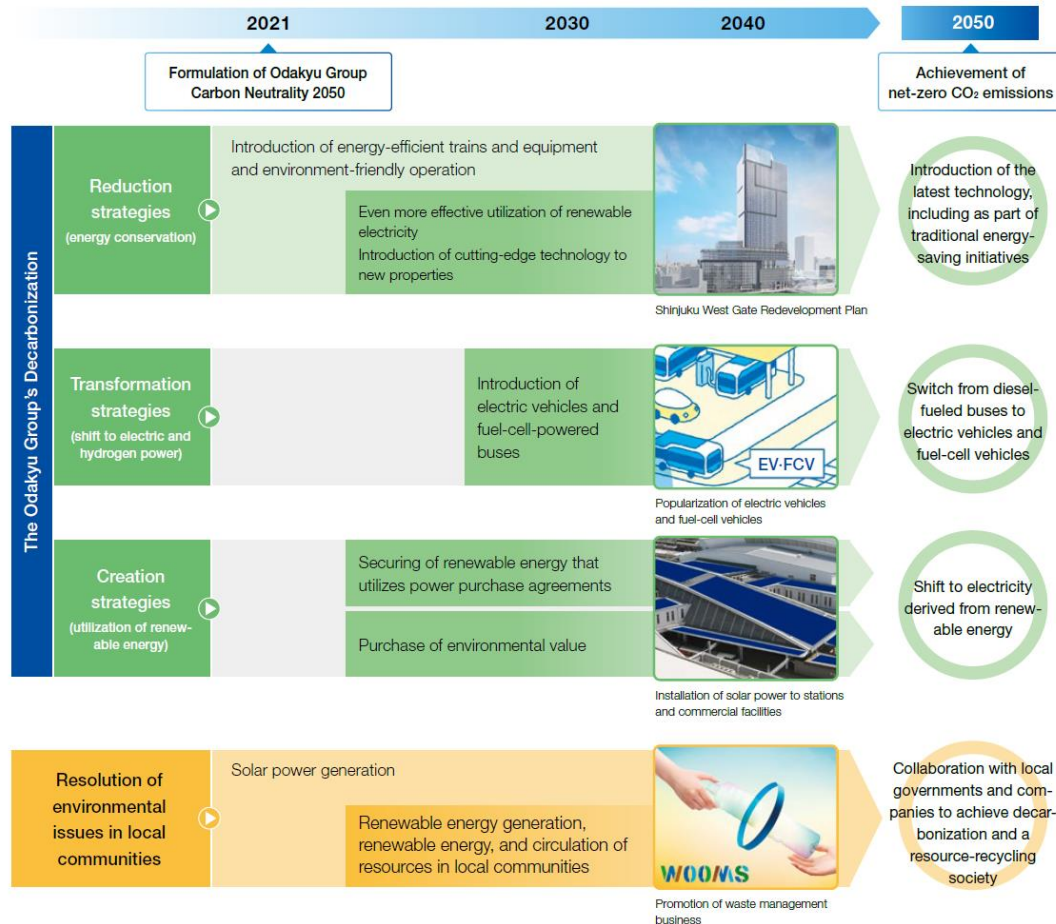 2021
2030
2040
2050
Formulation of Odakyu Group
Carbon Neutrality 2050
Achievement of
net-zero CO₂ emissions
The Odakyu Group's Decarbonization
Reduction
strategies
(energy conservation)
Introduction of energy-efficient trains and equipment
and environment-friendly operation
Even more effective utilization of renewable
electricity
Introduction of cutting-edge technology to
new properties
Shinjuku West Gate Redevelopment Plan
Introduction of the
latest technology,
including as part of
traditional energy-
saving initiatives
Transformation
strategies
(shift to electric and
hydrogen power)
Introduction of
electric vehicles and
fuel-cell-powered
buses
EV·FCV
Popularization of electric vehicles
and fuel-cell vehicles
Switch from diesel-
fueled buses to
electric vehicles and
fuel-cell vehicles
Creation
strategies
(utilization of renew-
able energy)
Securing of renewable energy that
utilizes power purchase agreements
Purchase of environmental value
Installation of solar power to stations
and commercial facilities
Shift to electricity
derived from renew-
able energy
Resolution of
environmental
issues in local
communities
Solar power generation
Renewable energy generation,
renewable energy, and circulation of
resources in local communities
WOOMS
Promotion of waste management
business
Collaboration with local
governments and com-
panies to achieve decar-
bonization and a
resource-recycling
society